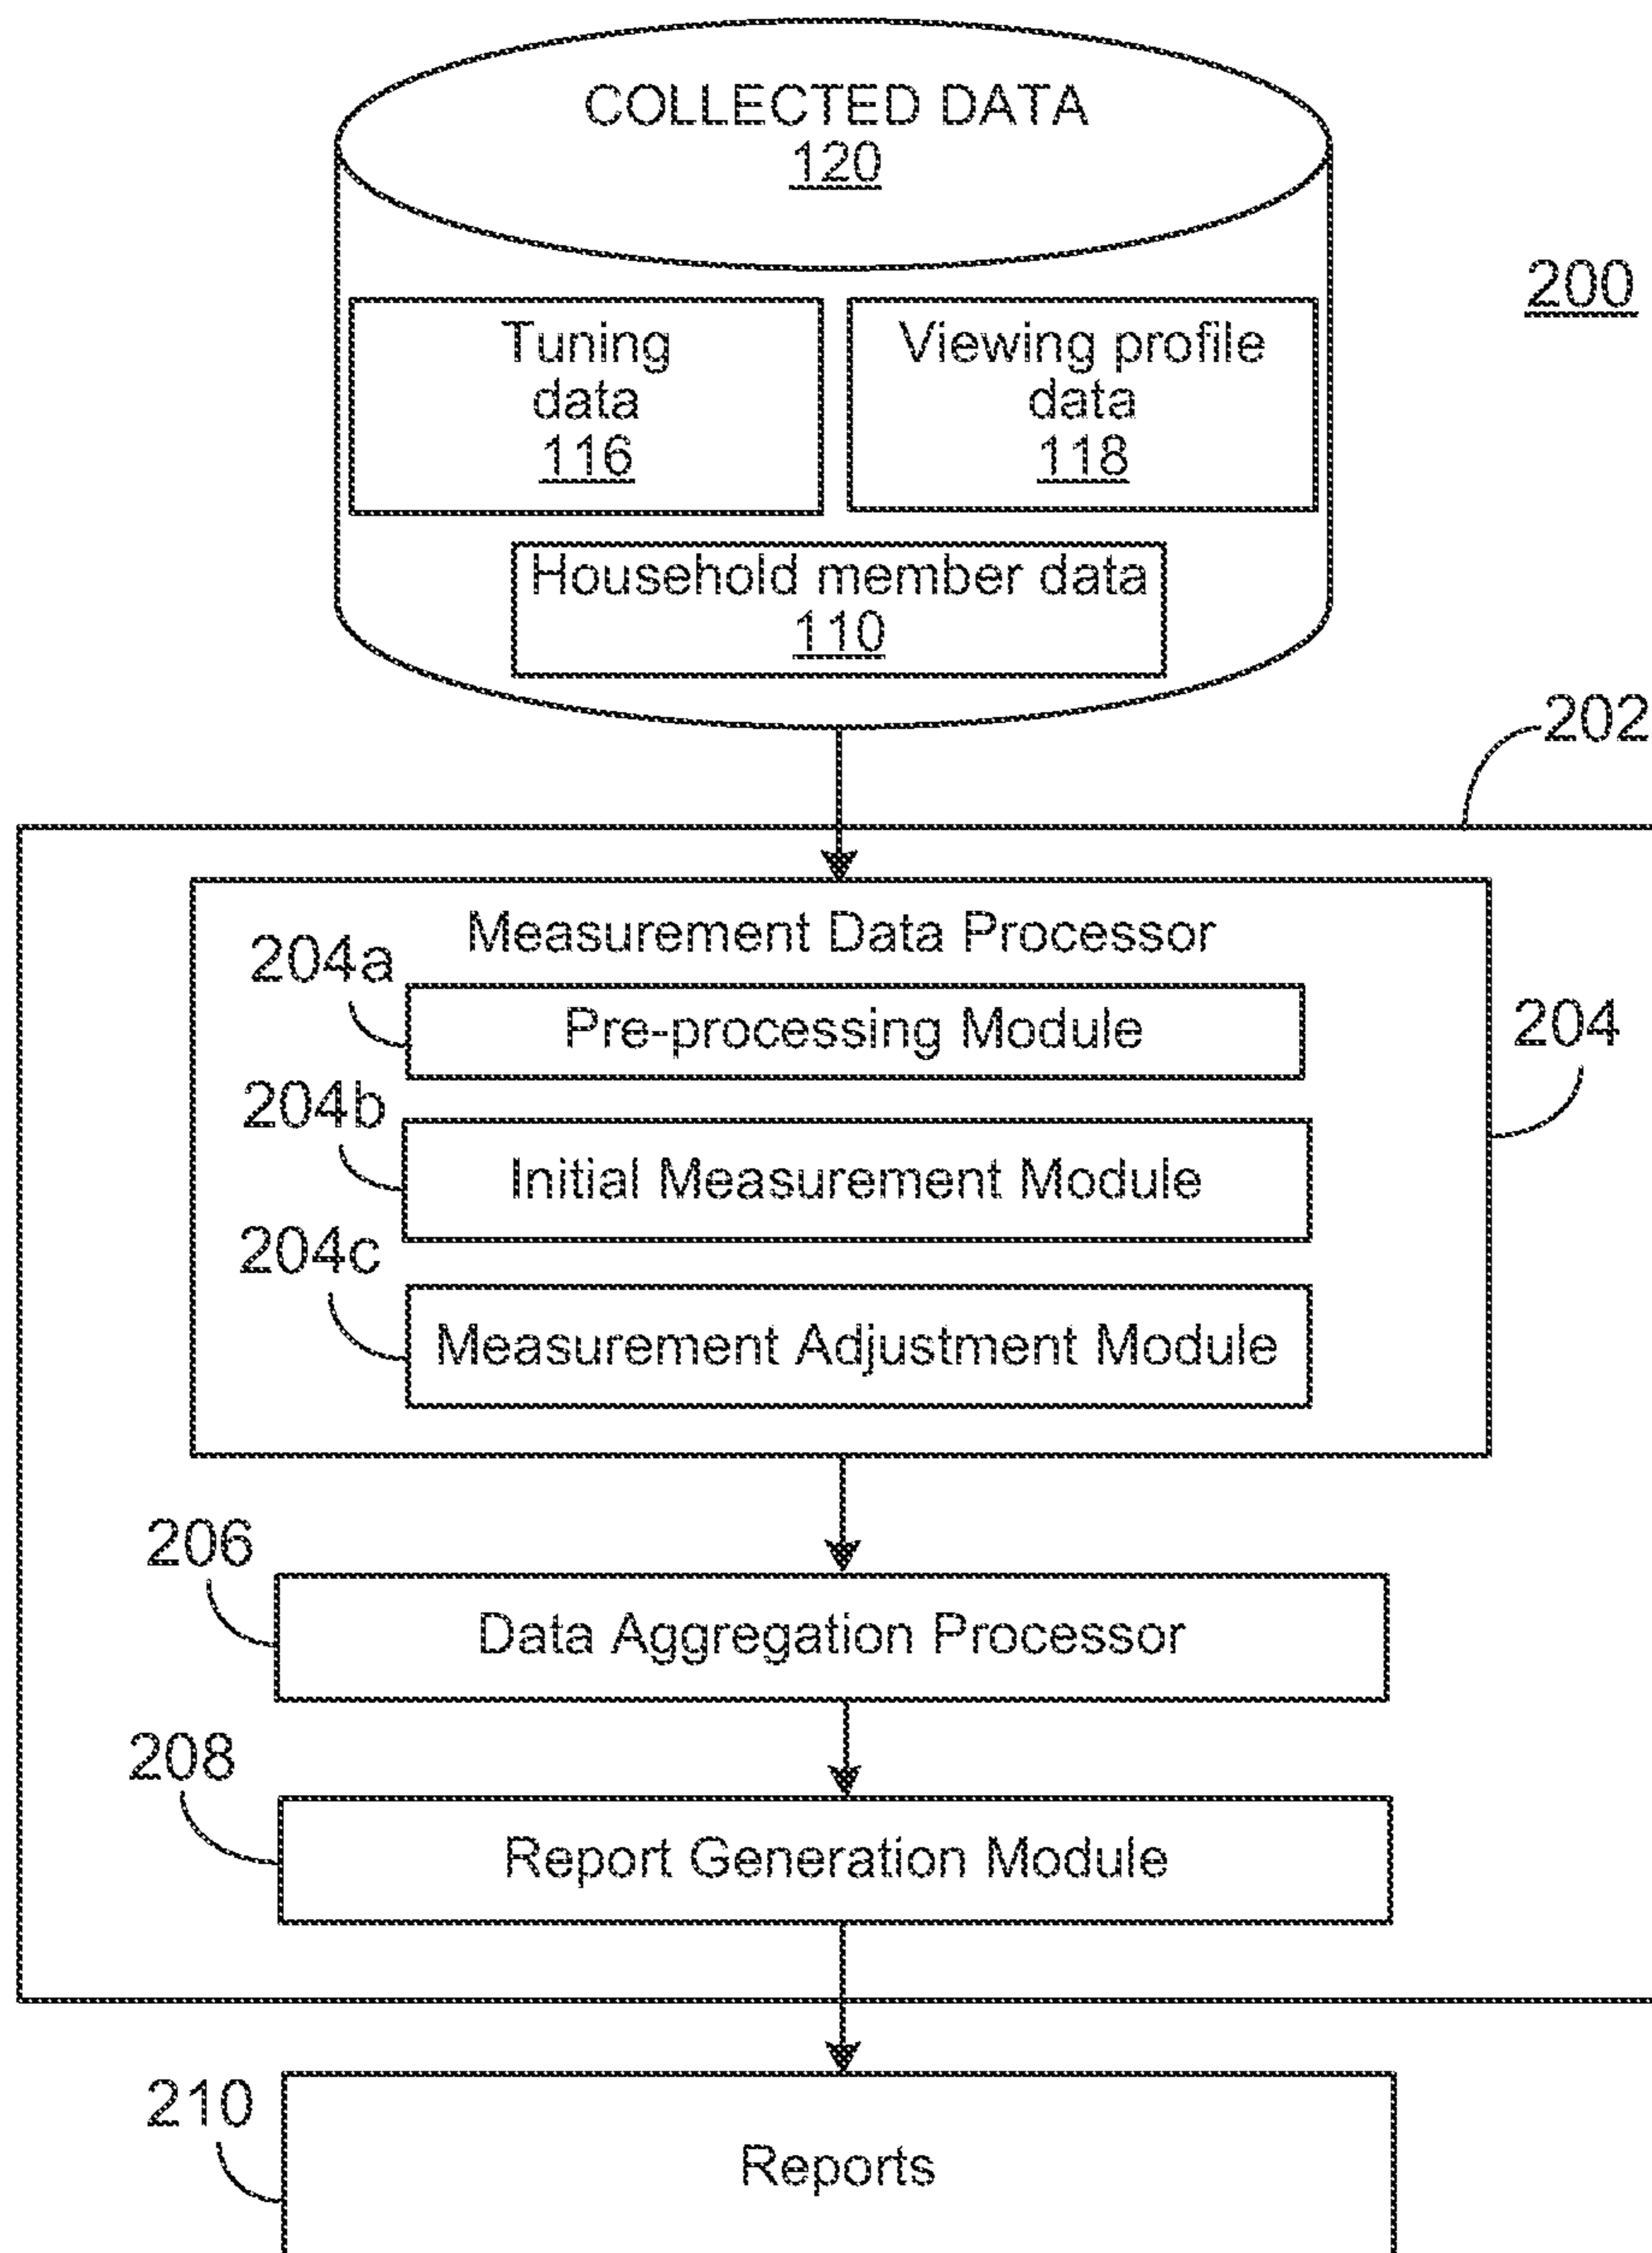 COLLECTED DATA
120
200
Tuning
data
116
Viewing profile
data
118
Household member data
110
202
Measurement Data Processor
204a
Pre-processing Module
204
204b
Initial Measurement Module
204c
Measurement Adjustment Module
206
Data Aggregation Processor
208
Report Generation Module
210
Reports